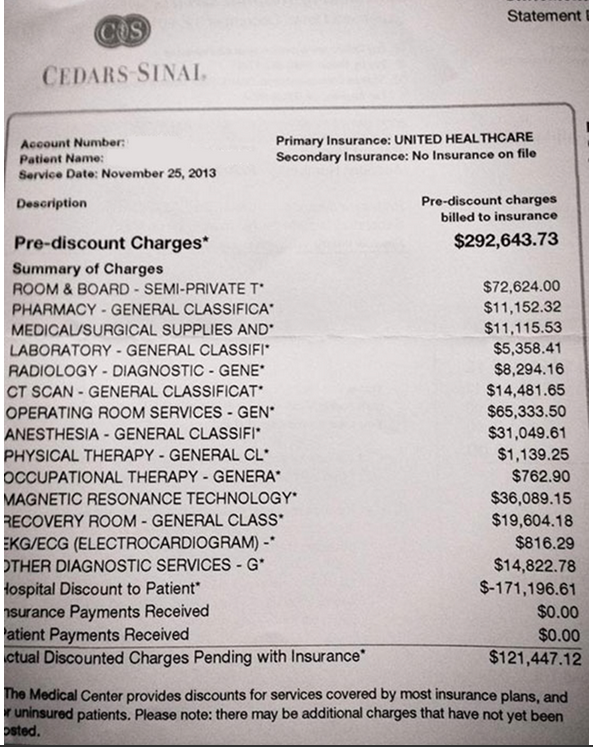 Statement
CS
CEDARS-SINAI.
Account Number:
Patient Name:
Service Date: November 25, 2013
Primary Insurance: UNITED HEALTHCARE
Secondary Insurance: No Insurance on file
Description
Pre-discount charges
billed to insurance
Pre-discount Charges* $292,643.73
Summary of Charges
ROOM & BOARD - SEMI-PRIVATE T* $72,624.00
PHARMACY - GENERAL CLASSIFICA* $11,152.32
MEDICAL/SURGICAL SUPPLIES AND* $11,115.53
LABORATORY - GENERAL CLASSIFI* $5,358.41
RADIOLOGY - DIAGNOSTIC - GENE* $8,294.16
CT SCAN - GENERAL CLASSIFICAT* $14,481.65
OPERATING ROOM SERVICES - GEN* $65,333.50
ANESTHESIA - GENERAL CLASSIFI* $31,049.61
PHYSICAL THERAPY - GENERAL CL* $1,139.25
OCCUPATIONAL THERAPY - GENERA* $762.90
MAGNETIC RESONANCE TECHNOLOGY* $36,089.15
RECOVERY ROOM - GENERAL CLASS* $19,604.18
EKG/ECG (ELECTROCARDIOGRAM) -* $816.29
OTHER DIAGNOSTIC SERVICES - G* $14,822.78
Hospital Discount to Patient* $-171,196.61
nsurance Payments Received $0.00
Patient Payments Received $0.00
ctual Discounted Charges Pending with Insurance* $121,447.12
The Medical Center provides discounts for services covered by most insurance plans, and
r uninsured patients. Please note: there may be additional charges that have not yet been
osted.